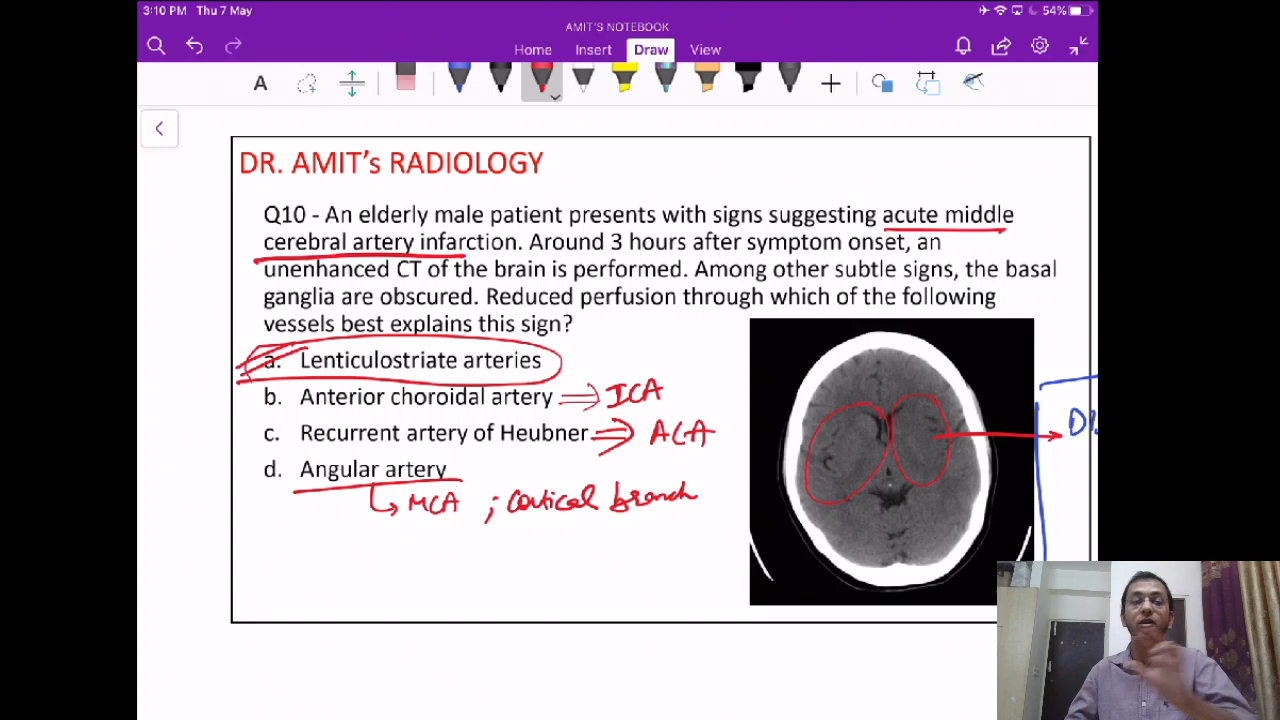 3:10 PM Thu 7 May
54%
AMIT'S NOTEBOOK
Home Insert Draw View
A
DR. AMIT's RADIOLOGY
Q10 - An elderly male patient presents with signs suggesting acute middle
cerebral artery infarction. Around 3 hours after symptom onset, an
unenhanced CT of the brain is performed. Among other subtle signs, the basal
ganglia are obscured. Reduced perfusion through which of the following
vessels best explains this sign?
a. Lenticulostriate arteries
b. Anterior choroidal artery ⇒ ICA
c. Recurrent artery of Heubner ⇒ ACA
d. Angular artery
↳ MCA ; Cortical branch